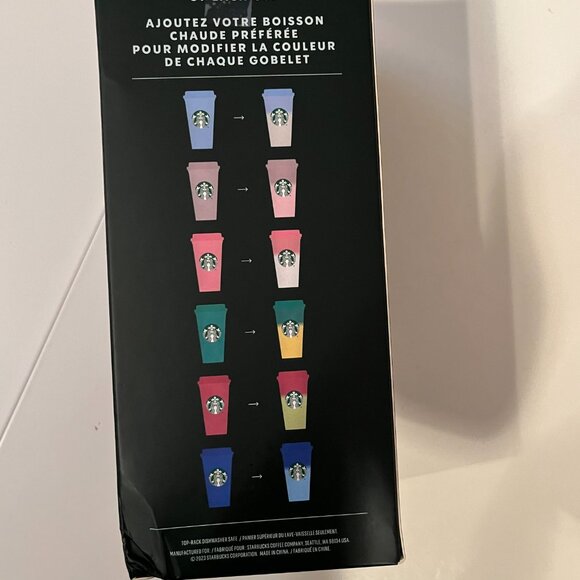 AJOUTEZ VOTRE BOISSON
CHAUDE PRÉFÉRÉE
POUR MODIFIER LA COULEUR
DE CHAQUE GOBELET
TOP-RACK DISHWASHER SAFE / PANIER SUPÉRIEUR DU LAVE-VAISSELLE SEULEMENT.
MANUFACTURED FOR / FABRIQUÉ POUR: STARBUCKS COFFEE COMPANY, SEATTLE, WA 98134 USA
© 2023 STARBUCKS CORPORATION. MADE IN CHINA. / FABRIQUÉ EN CHINE.